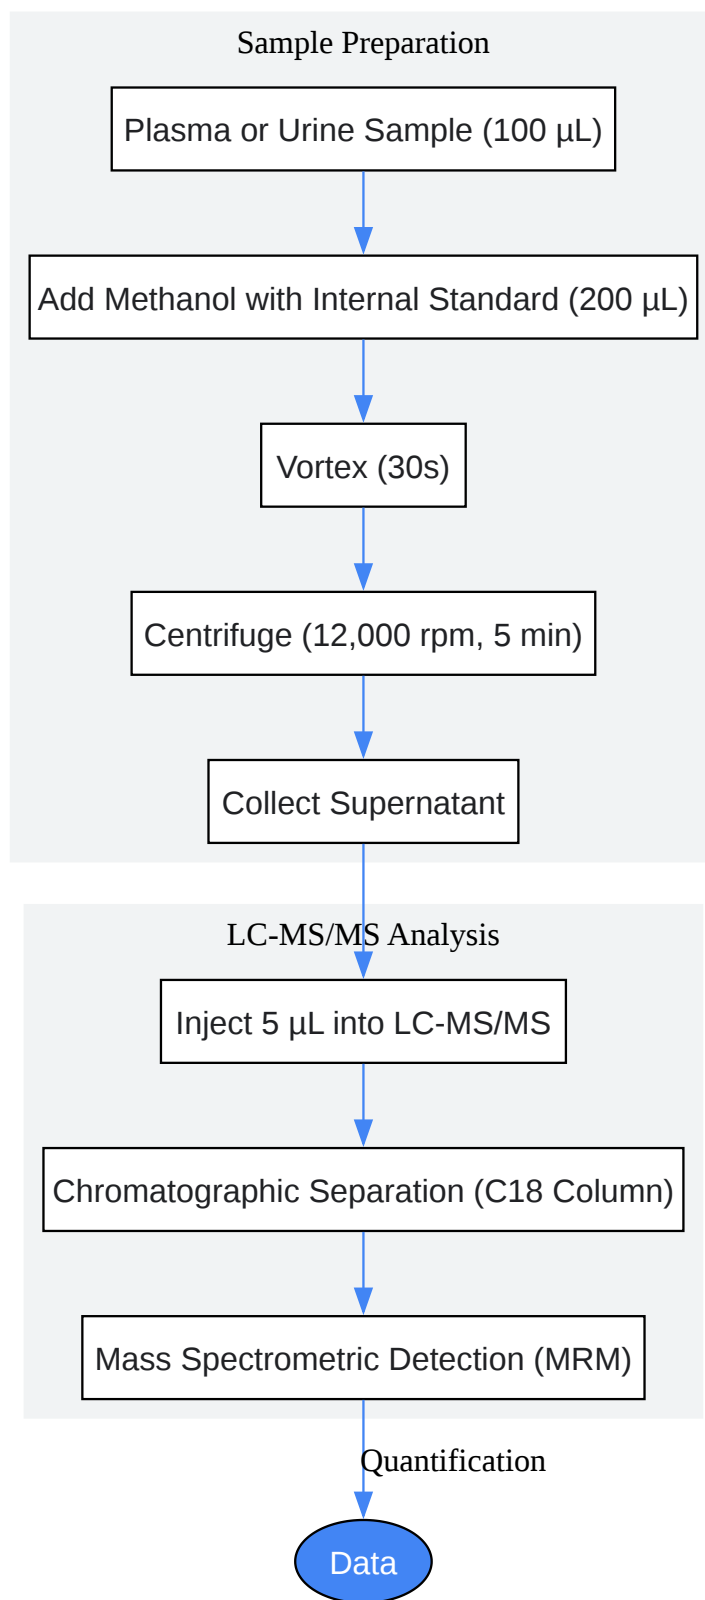 Sample Preparation
Plasma or Urine Sample (100 µL)
Add Methanol with Internal Standard (200 µL)
Vortex (30s)
Centrifuge (12,000 rpm, 5 min)
Collect Supernatant
LC-MS/MS Analysis
Inject 5 µL into LC-MS/MS
Chromatographic Separation (C18 Column)
Mass Spectrometric Detection (MRM)
Quantification
Data